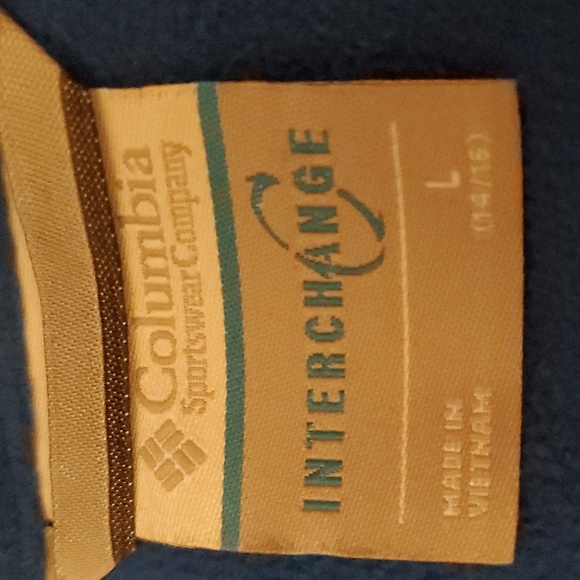 Columbia
Sportswear Company
INTERCHANGE
L
(14/16)
MADE IN
VIETNAM